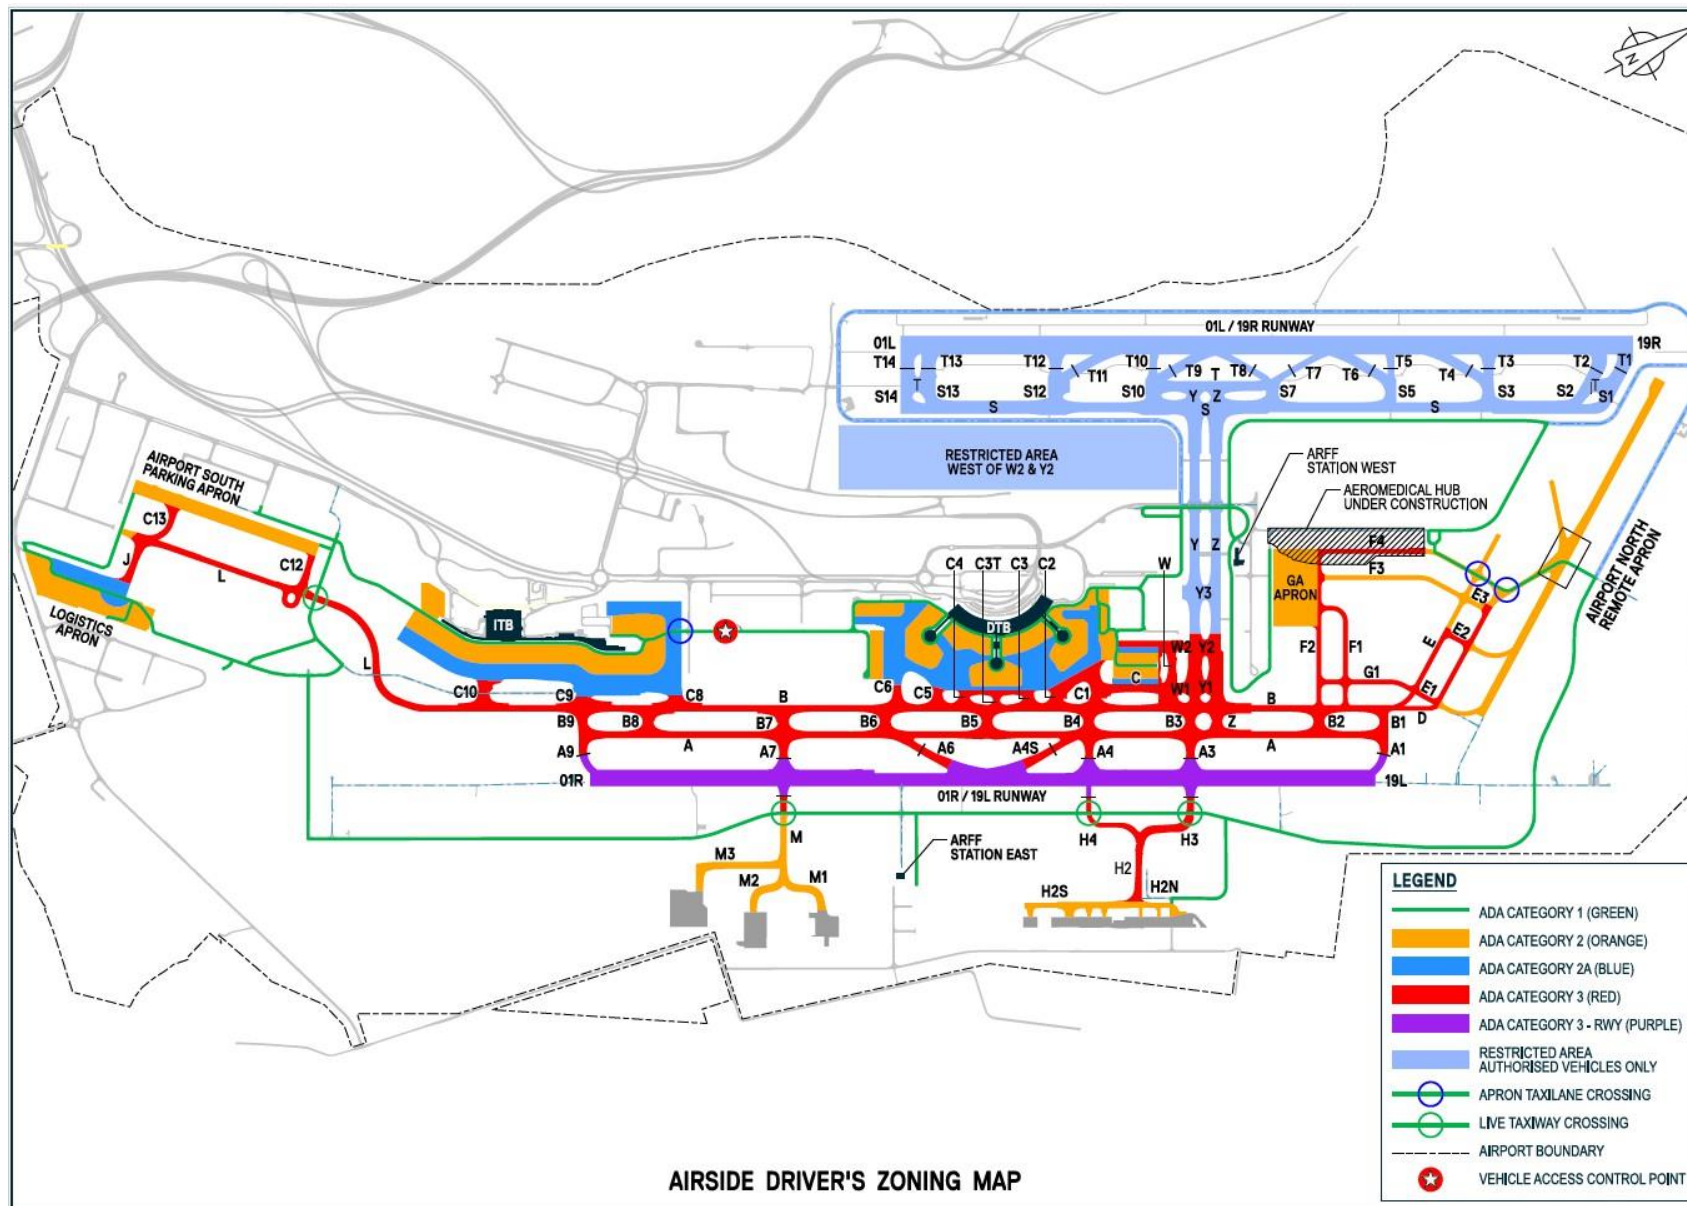 N
01L / 19R RUNWAY
01L
19R
T14
T13
T12
T11
T10
T9
T
T8
T7
T6
T5
T4
T3
T2
T1
T
T
S14
S13
S12
S10
Y
Z
S7
S5
S3
S2
S1
S
S
S
RESTRICTED AREA
WEST OF W2 & Y2
ARFF
STATION WEST
AEROMEDICAL HUB
UNDER CONSTRUCTION
AIRPORT SOUTH
PARKING APRON
C13
J
L
C12
LOGISTICS
APRON
L
ITB
C4
C3T
C3
C2
DTB
W
Y
Z
Y3
GA
APRON
F4
F3
E3
E2
E
E1
F2
F1
G1
AIRPORT NORTH
REMOTE APRON
C10
C9
C8
C6
C5
C1
C
W2
Y2
W1
Y1
B
B
B9
B8
B7
B6
B5
B4
B3
Z
B2
B1
D
A9
A
A7
A6
A4S
A4
A3
A
A1
01R
01R / 19L RUNWAY
19L
M
M3
M2
M1
ARFF
STATION EAST
H4
H3
H2
H2S
H2N
LEGEND
ADA CATEGORY 1 (GREEN)
ADA CATEGORY 2 (ORANGE)
ADA CATEGORY 2A (BLUE)
ADA CATEGORY 3 (RED)
ADA CATEGORY 3 - RWY (PURPLE)
RESTRICTED AREA
AUTHORISED VEHICLES ONLY
APRON TAXILANE CROSSING
LIVE TAXIWAY CROSSING
AIRPORT BOUNDARY
VEHICLE ACCESS CONTROL POINT
AIRSIDE DRIVER'S ZONING MAP